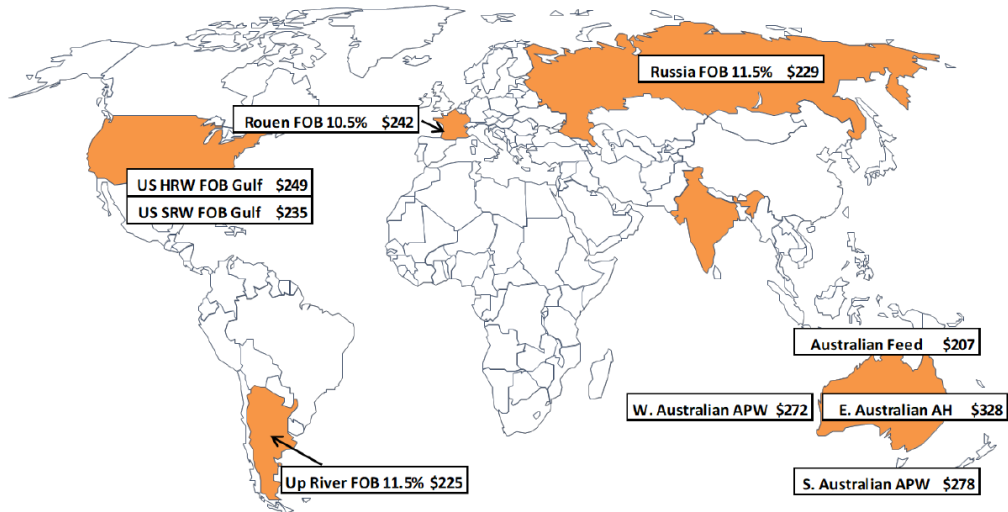 Russia FOB 11.5% $229
Rouen FOB 10.5% $242
US HRW FOB Gulf $249
US SRW FOB Gulf $235
Australian Feed $207
W. Australian APW $272
E. Australian AH $328
Up River FOB 11.5% $225
S. Australian APW $278